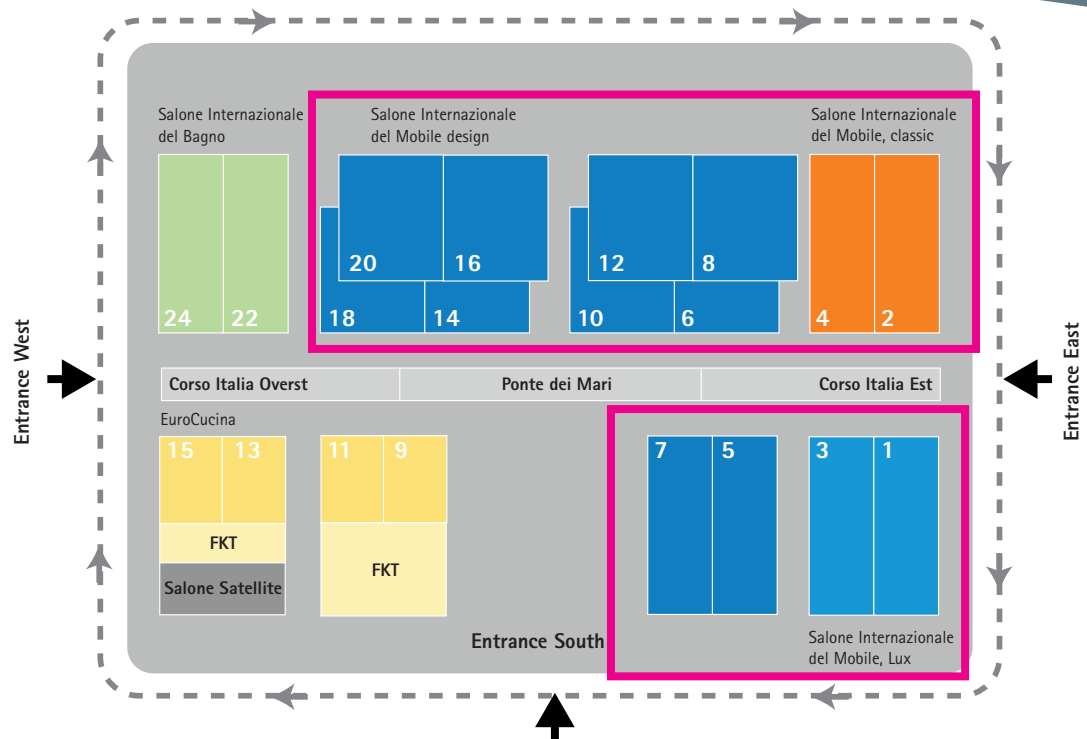 Salone Internazionale
del Bagno
Salone Internazionale
del Mobile design
Salone Internazionale
del Mobile, classic
20
16
12
8
24
22
18
14
10
6
4
2
Entrance West
Entrance East
Corso Italia Overst
Ponte dei Mari
Corso Italia Est
EuroCucina
15
13
11
9
7
5
3
1
FKT
FKT
Salone Satellite
Entrance South
Salone Internazionale
del Mobile, Lux